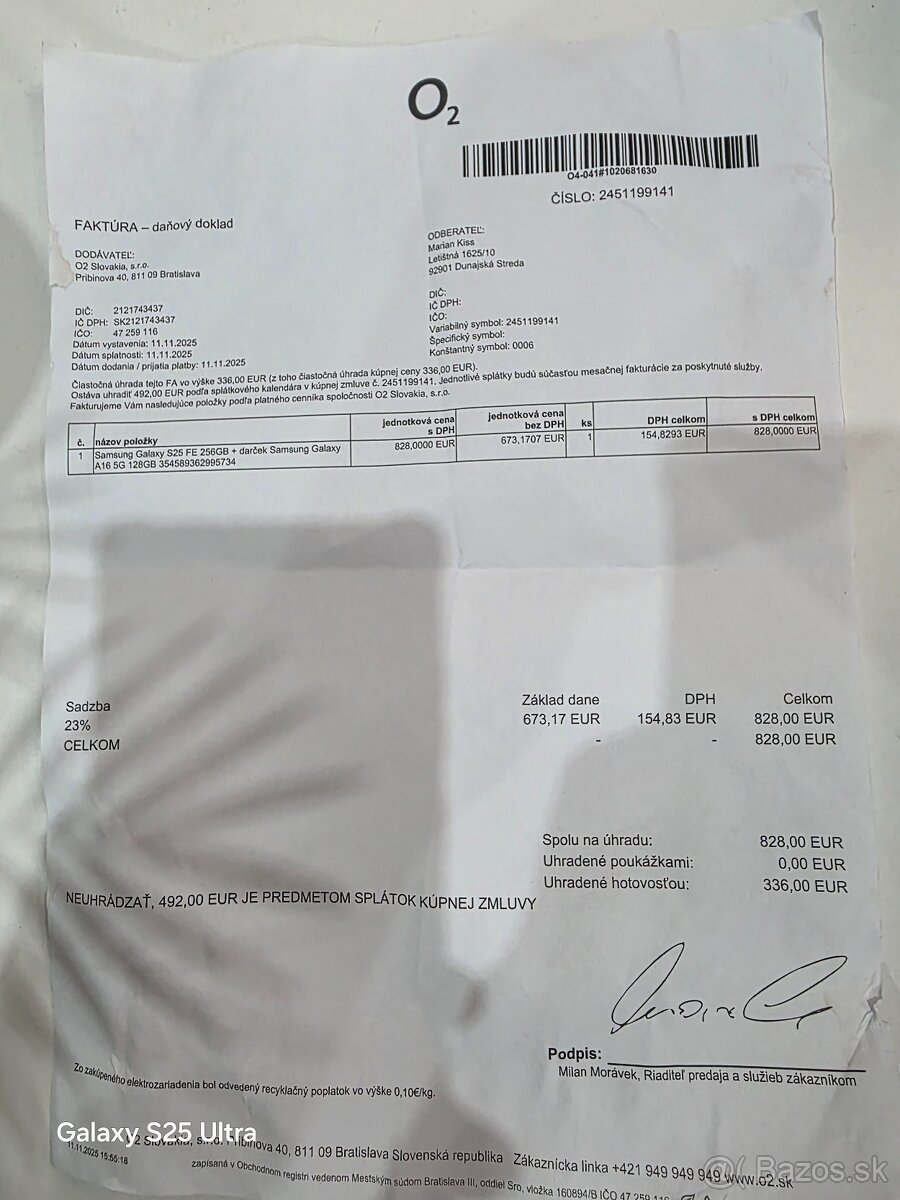 O2
O4-041#1020681630
ČÍSLO: 2451199141
FAKTÚRA – daňový doklad
DODÁVATEĽ:
O2 Slovakia, s.r.o.
Pribinova 40, 811 09 Bratislava
DIČ: 2121743437
IČ DPH: SK2121743437
IČO: 47 259 116
Dátum vystavenia: 11.11.2025
Dátum splatnosti: 11.11.2025
Dátum dodania / prijatia platby: 11.11.2025
ODBERATEĽ:
Marian Kiss
Letištná 1625/10
92901 Dunajská Streda
DIČ:
IČ DPH:
IČO:
Variabilný symbol: 2451199141
Špecifický symbol:
Konštantný symbol: 0006
Čiastočná úhrada tejto FA vo výške 336,00 EUR (z toho čiastočná úhrada kúpnej ceny 336,00 EUR).
Ostáva uhradiť 492,00 EUR podľa splátkového kalendára v kúpnej zmluve č. 2451199141. Jednotlivé splátky budú súčasťou mesačnej fakturácie za poskytnuté služby.
Fakturujeme Vám nasledujúce položky podľa platného cenníka spoločnosti O2 Slovakia, s.r.o.
č. názov položky jednotková cena s DPH jednotková cena bez DPH ks DPH celkom s DPH celkom
1 Samsung Galaxy S25 FE 256GB + darček Samsung Galaxy 828,0000 EUR 673,1707 EUR 1 154,8293 EUR 828,0000 EUR
A16 5G 128GB 354589362995734
Sadzba Základ dane DPH Celkom
23% 673,17 EUR 154,83 EUR 828,00 EUR
CELKOM - - 828,00 EUR
Spolu na úhradu: 828,00 EUR
Uhradené poukážkami: 0,00 EUR
Uhradené hotovosťou: 336,00 EUR
NEUHRÁDZAŤ, 492,00 EUR JE PREDMETOM SPLÁTOK KÚPNEJ ZMLUVY
Podpis:
Milan Morávek, Riaditeľ predaja a služieb zákazníkom
Zo zakúpeného elektrozariadenia bol odvedený recyklačný poplatok vo výške 0,10€/kg.
Galaxy S25 Ultra
O2 Slovakia, s.r.o. Pribinova 40, 811 09 Bratislava Slovenská republika Zákaznícka linka +421 949 949 949 www.o2.sk
11.11.2025 15:55:18
zapísaná v Obchodnom registri vedenom Mestským súdom Bratislava III, oddiel Sro, vložka 160894/B IČO 47 259 116
Bazos.sk